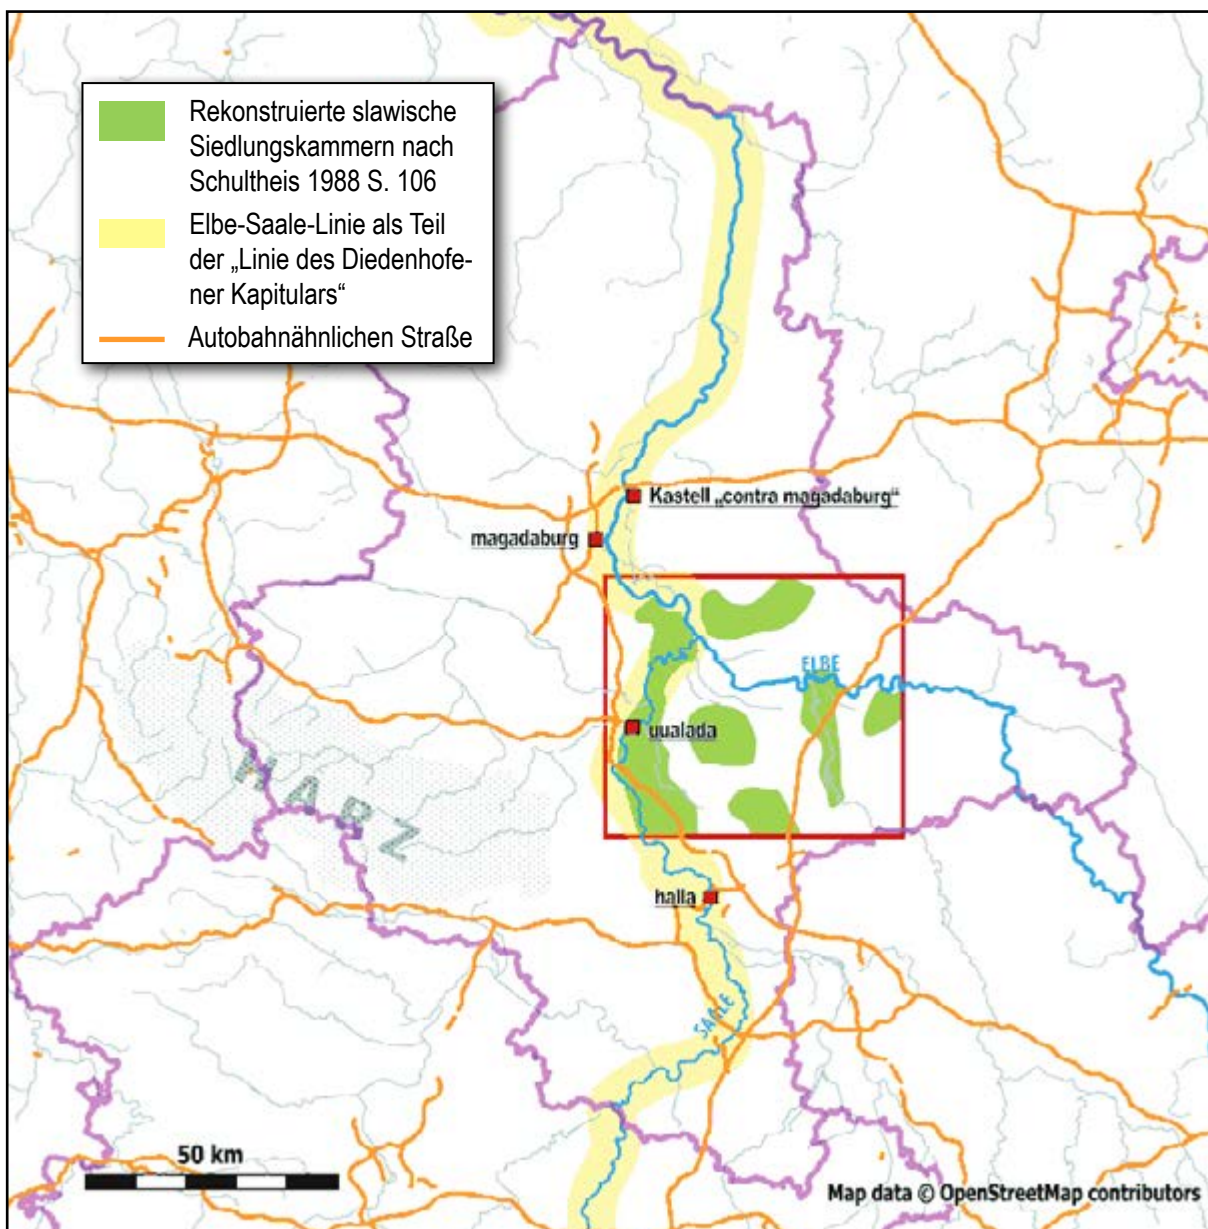 Rekonstruierte slawische
Siedlungskammern nach
Schultheis 1988 S. 106
Elbe-Saale-Linie als Teil
der „Linie des Diedenhofe-
ner Kapitulars“
Autobahnähnlichen Straße
Kastell „contra magadaburg“
magadaburg
ELBE
uualada
HARZ
halla
SAALE
50 km
Map data © OpenStreetMap contributors